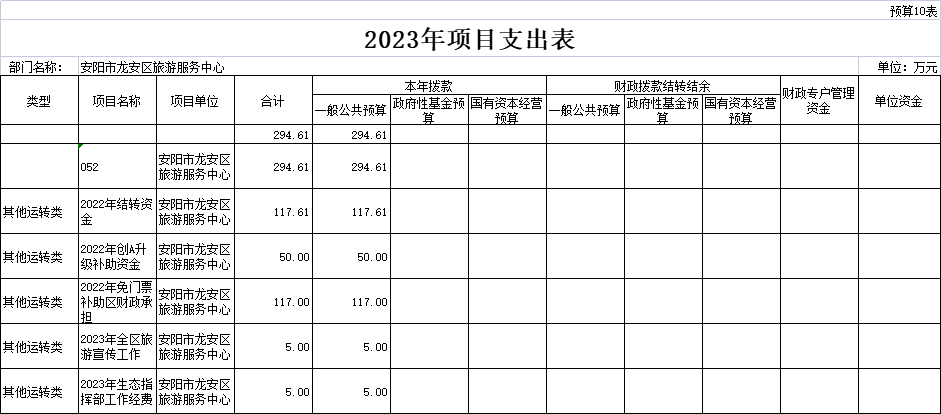 预算10表
2023年项目支出表
部门名称: 安阳市龙安区旅游服务中心 单位: 万元
类型 项目名称 项目单位 合计 本年拨款 财政拨款结转结余 财政专户管理资金 单位资金
一般公共预算 政府性基金预算 国有资本经营预算 一般公共预算 政府性基金预算 国有资本经营预算
294.61 294.61
052 安阳市龙安区旅游服务中心 294.61 294.61
其他运转类 2022年结转资金 安阳市龙安区旅游服务中心 117.61 117.61
其他运转类 2022年创A升级补助资金 安阳市龙安区旅游服务中心 50.00 50.00
其他运转类 2022年免门票补助区财政承担 安阳市龙安区旅游服务中心 117.00 117.00
其他运转类 2023年全区旅游宣传工作 安阳市龙安区旅游服务中心 5.00 5.00
其他运转类 2023年生态指挥部工作经费 安阳市龙安区旅游服务中心 5.00 5.00